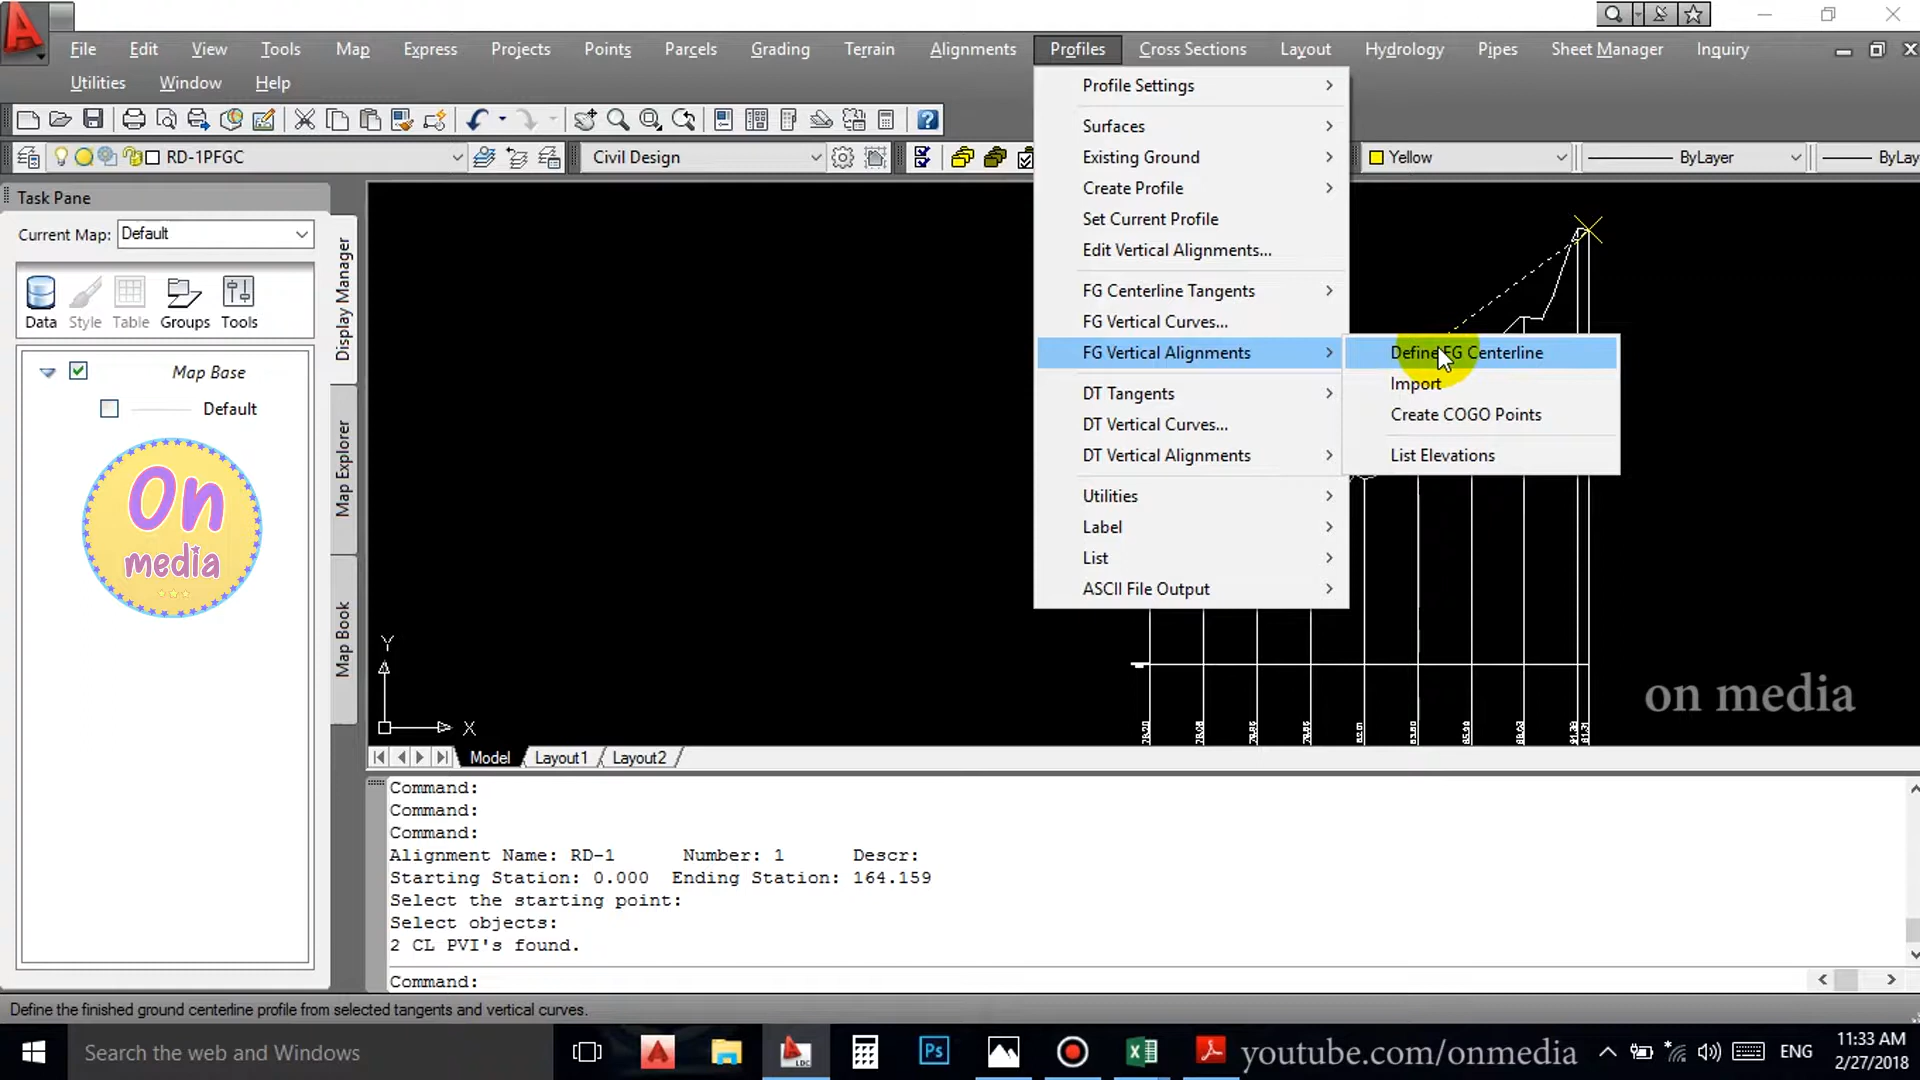 File Edit View Tools Map Express Projects Points Parcels Grading Terrain Alignments Profiles Cross Sections Layout Hydrology Pipes Sheet Manager Inquiry
Utilities Window Help
RD-1PFGC Civil Design Yellow ByLayer ByLay
Task Pane
Current Map: Default
Data Style Table Groups Tools
Map Base
Default
Display Manager
Map Explorer
Map Book
On
media
Profile Settings
Surfaces
Existing Ground
Create Profile
Set Current Profile
Edit Vertical Alignments...
FG Centerline Tangents
FG Vertical Curves...
FG Vertical Alignments
DT Tangents
DT Vertical Curves...
DT Vertical Alignments
Utilities
Label
List
ASCII File Output
Define FG Centerline
Import
Create COGO Points
List Elevations
Y
X
on media
Model Layout1 Layout2
Command:
Command:
Command:
Alignment Name: RD-1 Number: 1 Descr:
Starting Station: 0.000 Ending Station: 164.159
Select the starting point:
Select objects:
2 CL PVI's found.
Command:
Define the finished ground centerline profile from selected tangents and vertical curves.
Search the web and Windows
LDC
Ps
youtube.com/onmedia
ENG
11:33 AM
2/27/2018